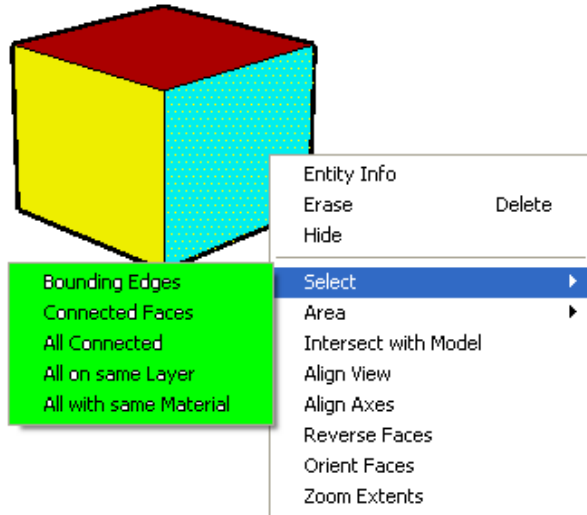 Entity Info
Erase Delete
Hide
Select
Area
Intersect with Model
Align View
Align Axes
Reverse Faces
Orient Faces
Zoom Extents
Bounding Edges
Connected Faces
All Connected
All on same Layer
All with same Material